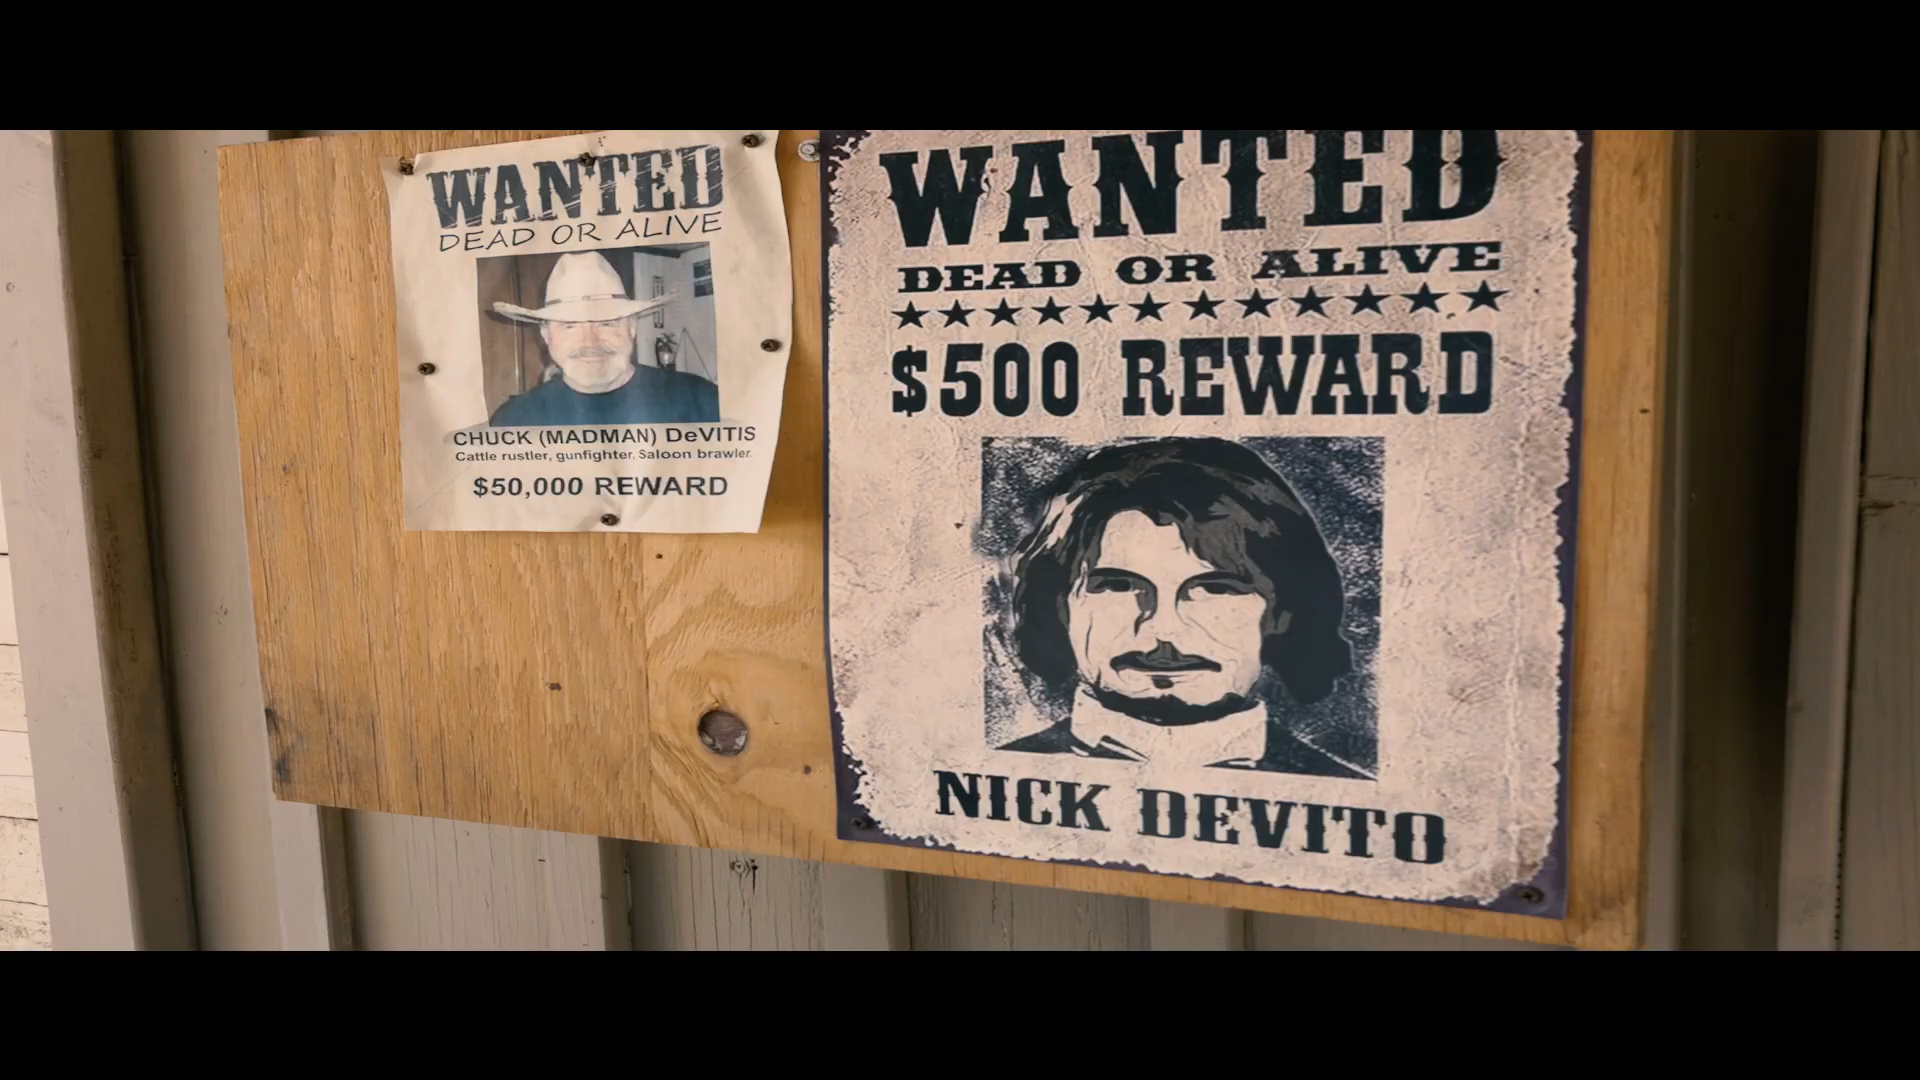 WANTED
DEAD OR ALIVE
CHUCK (MADMAN) DeVITIS
Cattle rustler, gunfighter. Saloon brawler.
$50,000 REWARD
WANTED
DEAD OR ALIVE
$500 REWARD
NICK DEVITO